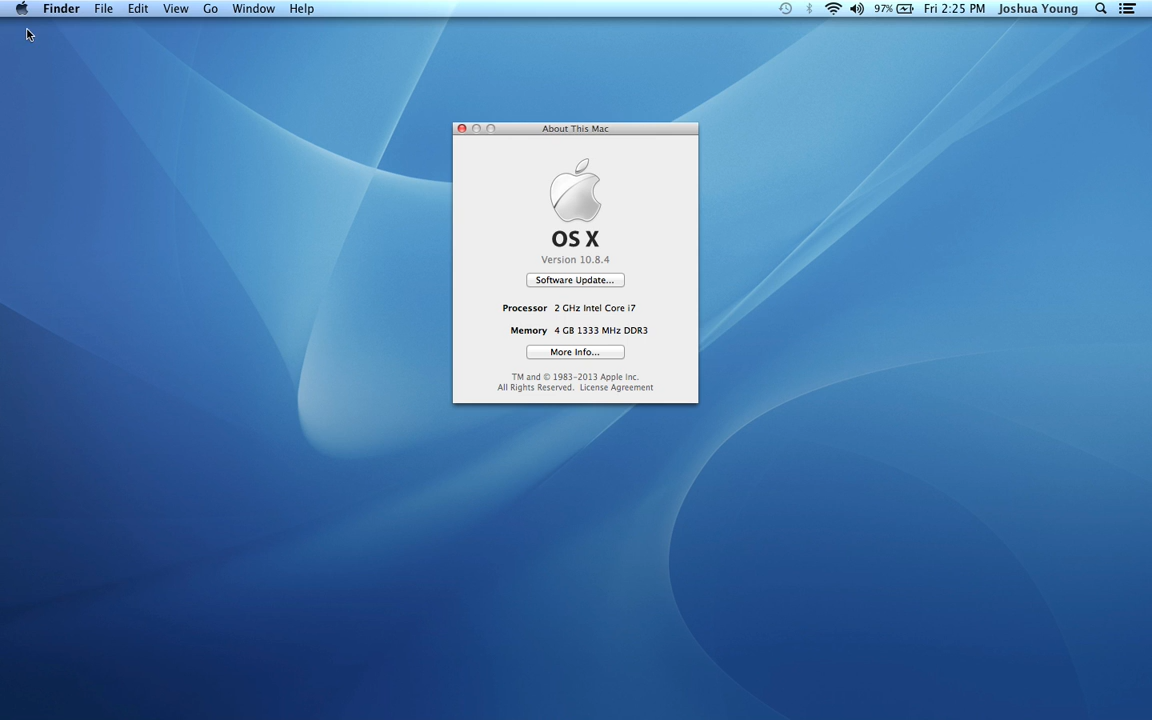 Finder File Edit View Go Window Help 97% Fri 2:25 PM Joshua Young
About This Mac
OS X
Version 10.8.4
Software Update...
Processor 2 GHz Intel Core i7
Memory 4 GB 1333 MHz DDR3
More Info...
TM and © 1983-2013 Apple Inc.
All Rights Reserved. License Agreement